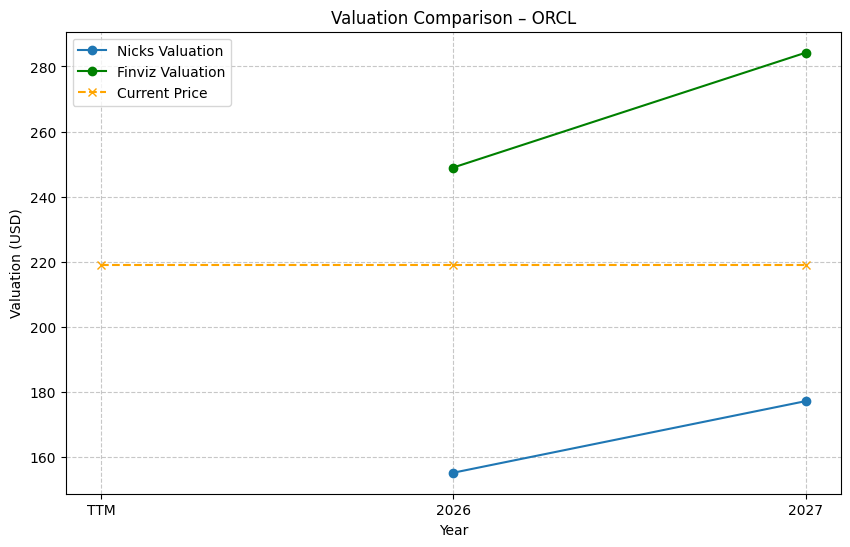 Valuation Comparison – ORCL
Nicks Valuation
Finviz Valuation
Current Price
Valuation (USD)
280
260
240
220
200
180
160
TTM
2026
2027
Year